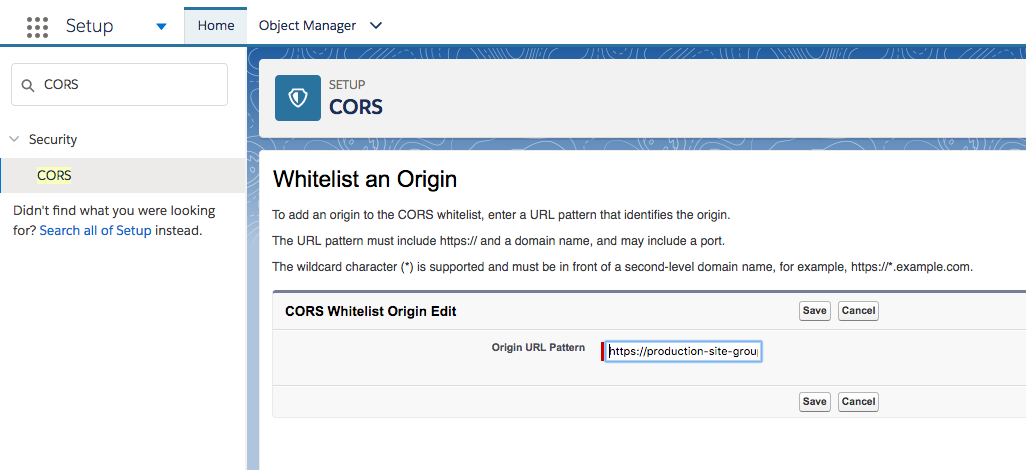 Setup
Home
Object Manager
CORS
Security
CORS
Didn't find what you were looking
for? Search all of Setup instead.
SETUP
CORS
Whitelist an Origin
To add an origin to the CORS whitelist, enter a URL pattern that identifies the origin.
The URL pattern must include https:// and a domain name, and may include a port.
The wildcard character (*) is supported and must be in front of a second-level domain name, for example, https://*.example.com.
CORS Whitelist Origin Edit
Save Cancel
Origin URL Pattern
https://production-site-grou
Save Cancel